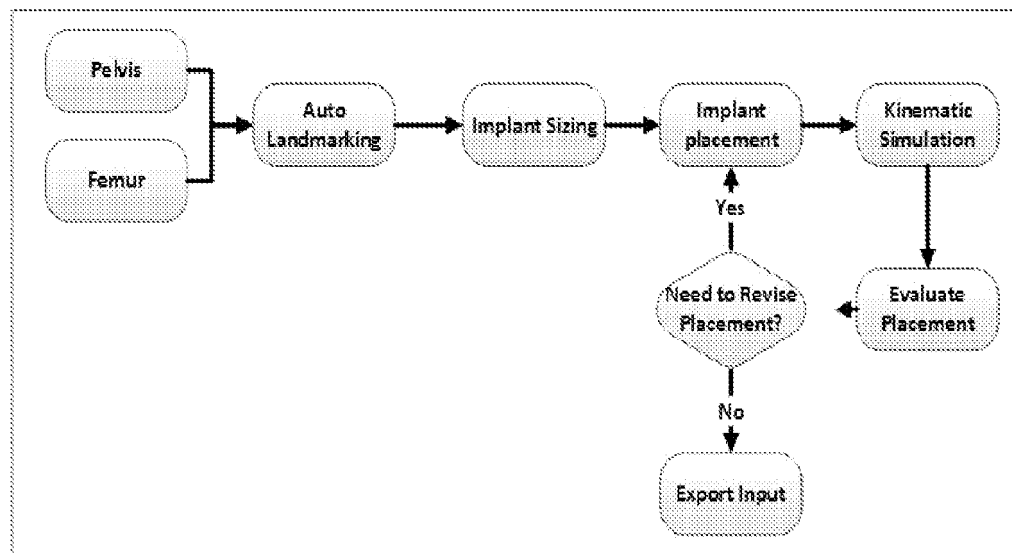 Pelvis
Femur
Auto
Landmarking
Implant Sizing
Implant
placement
Kinematic
Simulation
Yes
Need to Revise
Placement?
Evaluate
Placement
No
Export Input